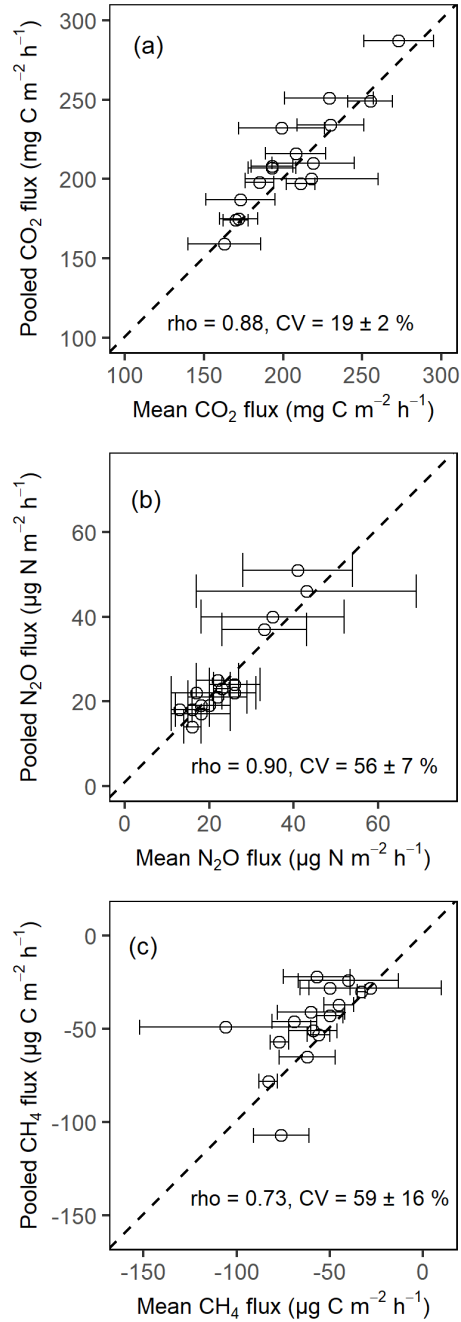 (a)
300
250
200
150
100
Pooled CO₂ flux (mg C m⁻² h⁻¹)
rho = 0.88, CV = 19 ± 2 %
100 150 200 250 300
Mean CO₂ flux (mg C m⁻² h⁻¹)
(b)
60
40
20
0
Pooled N₂O flux (µg N m⁻² h⁻¹)
rho = 0.90, CV = 56 ± 7 %
0 20 40 60
Mean N₂O flux (µg N m⁻² h⁻¹)
(c)
0
-50
-100
-150
Pooled CH₄ flux (µg C m⁻² h⁻¹)
rho = 0.73, CV = 59 ± 16 %
-150 -100 -50 0
Mean CH₄ flux (µg C m⁻² h⁻¹)